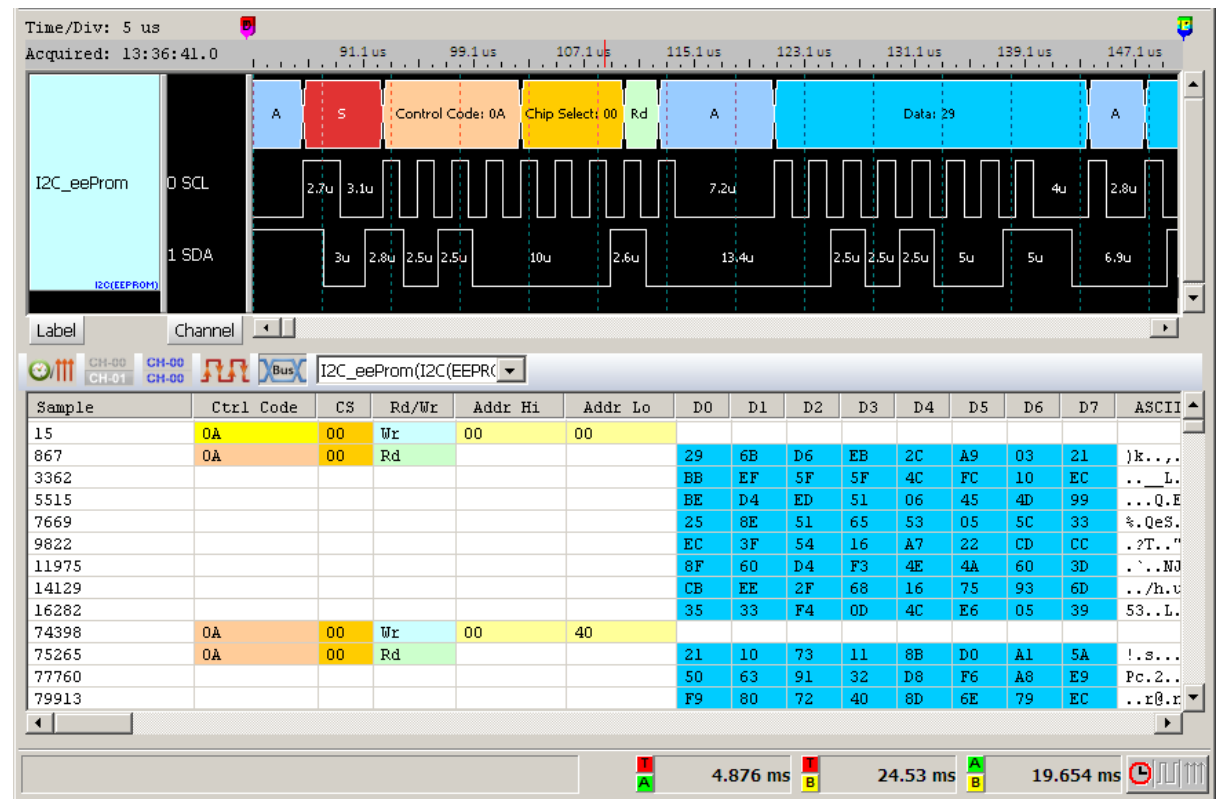 Time/Div: 5 us
Acquired: 13:36:41.0 91.1 us 99.1 us 107.1 us 115.1 us 123.1 us 131.1 us 139.1 us 147.1 us
A S Control Code: 0A Chip Select: 00 Rd A Data: 29 A
I2C_eeProm 0 SCL 2.7u 3.1u 7.2u 4u 2.8u
1 SDA 3u 2.8u 2.5u 2.5u 10u 2.6u 13.4u 2.5u 2.5u 2.5u 5u 5u 6.9u
I2C(EEPROM)
Label Channel
CH-00 CH-00 Bus I2C_eeProm(I2C(EEPR
CH-01 CH-00
Sample Ctrl Code CS Rd/Wr Addr Hi Addr Lo D0 D1 D2 D3 D4 D5 D6 D7 ASCII
15 0A 00 Wr 00 00
867 0A 00 Rd 29 6B D6 EB 2C A9 03 21 )k..,.
3362 BB EF 5F 5F 4C FC 10 EC ..__L.
5515 BE D4 ED 51 06 45 4D 99 ...Q.E
7669 25 8E 51 65 53 05 5C 33 %.QeS.
9822 EC 3F 54 16 A7 22 CD CC .?T.."
11975 8F 60 D4 F3 4E 4A 60 3D .`..NJ
14129 CB EE 2F 68 16 75 93 6D ../h.u
16282 35 33 F4 0D 4C E6 05 39 53..L.
74398 0A 00 Wr 00 40
75265 0A 00 Rd 21 10 73 11 8B D0 A1 5A !.s...
77760 50 63 91 32 D8 F6 A8 E9 Pc.2..
79913 F9 80 72 40 8D 6E 79 EC ..r@.n
T A 4.876 ms T B 24.53 ms A B 19.654 ms